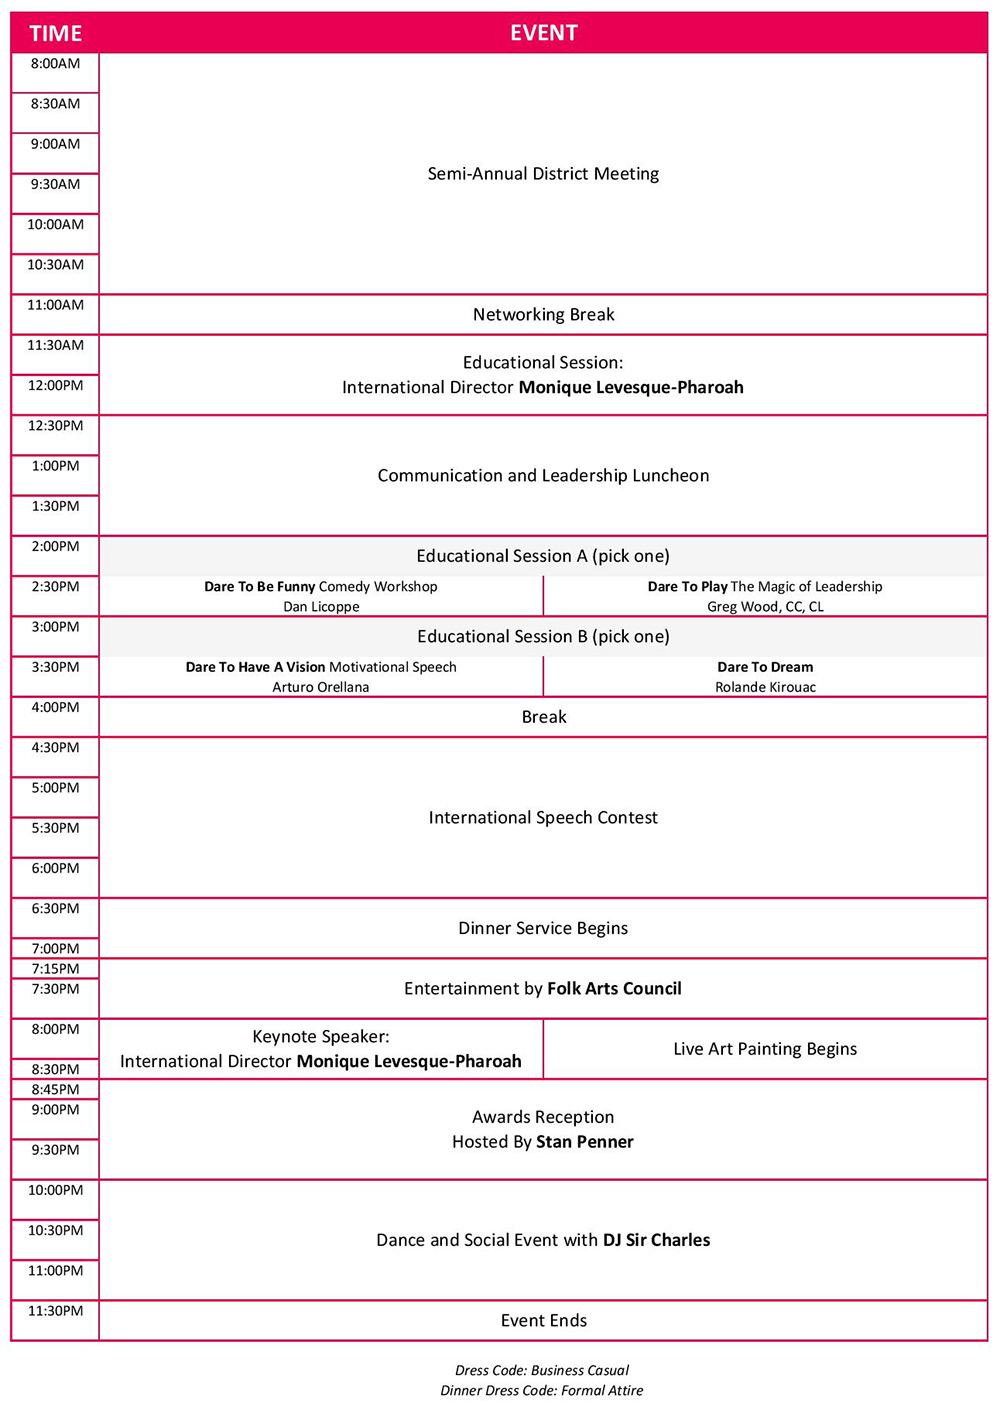 TIME EVENT
8:00AM
8:30AM
9:00AM
Semi-Annual District Meeting
9:30AM
10:00AM
10:30AM
11:00AM
Networking Break
11:30AM
Educational Session:
12:00PM
International Director Monique Levesque-Pharoah
12:30PM
1:00PM
Communication and Leadership Luncheon
1:30PM
2:00PM
Educational Session A (pick one)
2:30PM
Dare To Be Funny Comedy Workshop
Dan Licoppe
Dare To Play The Magic of Leadership
Greg Wood, CC, CL
3:00PM
Educational Session B (pick one)
3:30PM
Dare To Have A Vision Motivational Speech
Arturo Orellana
Dare To Dream
Rolande Kirouac
4:00PM
Break
4:30PM
5:00PM
International Speech Contest
5:30PM
6:00PM
6:30PM
Dinner Service Begins
7:00PM
7:15PM
7:30PM
Entertainment by Folk Arts Council
8:00PM
Keynote Speaker:
International Director Monique Levesque-Pharoah
Live Art Painting Begins
8:30PM
8:45PM
9:00PM
Awards Reception
Hosted By Stan Penner
9:30PM
10:00PM
10:30PM
Dance and Social Event with DJ Sir Charles
11:00PM
11:30PM
Event Ends
Dress Code: Business Casual
Dinner Dress Code: Formal Attire